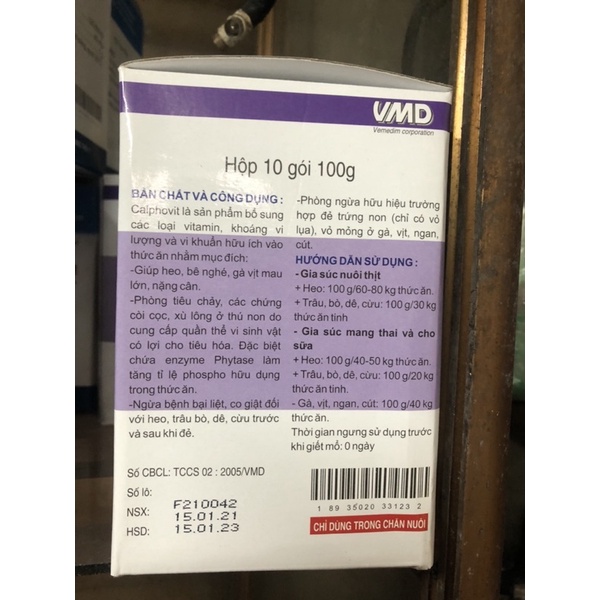 VMD
Vemedim corporation
Hộp 10 gói 100g
BẢN CHẤT VÀ CÔNG DỤNG :
Calphovit là sản phẩm bổ sung
các loại vitamin, khoáng vi
lượng và vi khuẩn hữu ích vào
thức ăn nhằm mục đích:
-Giúp heo, bê nghé, gà vịt mau
lớn, nặng cân.
-Phòng tiêu chảy, các chứng
còi cọc, xù lông ở thú non do
cung cấp quần thể vi sinh vật
có lợi cho tiêu hóa. Đặc biệt
chứa enzyme Phytase làm
tăng tỉ lệ phospho hữu dụng
trong thức ăn.
-Ngừa bệnh bại liệt, co giật đối
với heo, trâu bò, dê, cừu trước
và sau khi đẻ.
-Phòng ngừa hữu hiệu trường
hợp đẻ trứng non (chỉ có vỏ
lụa), vỏ mỏng ở gà, vịt, ngan,
cút.
HƯỚNG DẪN SỬ DỤNG :
- Gia súc nuôi thịt
+ Heo: 100 g/60-80 kg thức ăn.
+ Trâu, bò, dê, cừu: 100 g/30 kg
thức ăn tinh
- Gia súc mang thai và cho
sữa
+ Heo: 100 g/40-50 kg thức ăn.
+ Trâu, bò, dê, cừu: 100 g/20 kg
thức ăn tinh.
- Gà, vịt, ngan, cút: 100 g/40 kg
thức ăn.
Thời gian ngưng sử dụng trước
khi giết mổ: 0 ngày
Số CBCL: TCCS 02 : 2005/VMD
Số lô: F210042
NSX: 15.01.21
HSD: 15.01.23
1 89 35020 33123 2
CHỈ DÙNG TRONG CHĂN NUÔI